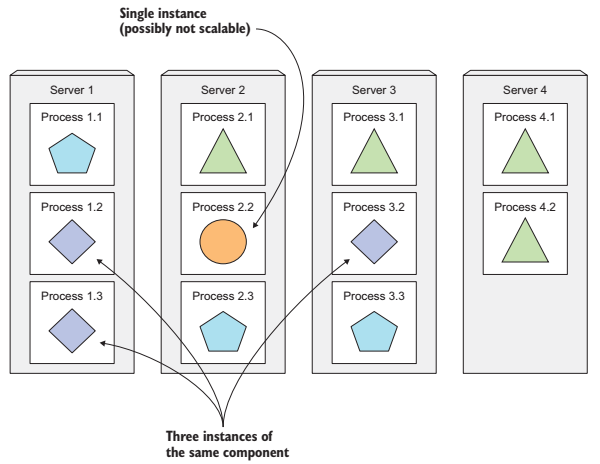 Single instance
(possibly not scalable)
Server 1
Server 2
Server 3
Server 4
Process 1.1
Process 2.1
Process 3.1
Process 4.1
Process 1.2
Process 2.2
Process 3.2
Process 4.2
Process 1.3
Process 2.3
Process 3.3
Three instances of
the same component